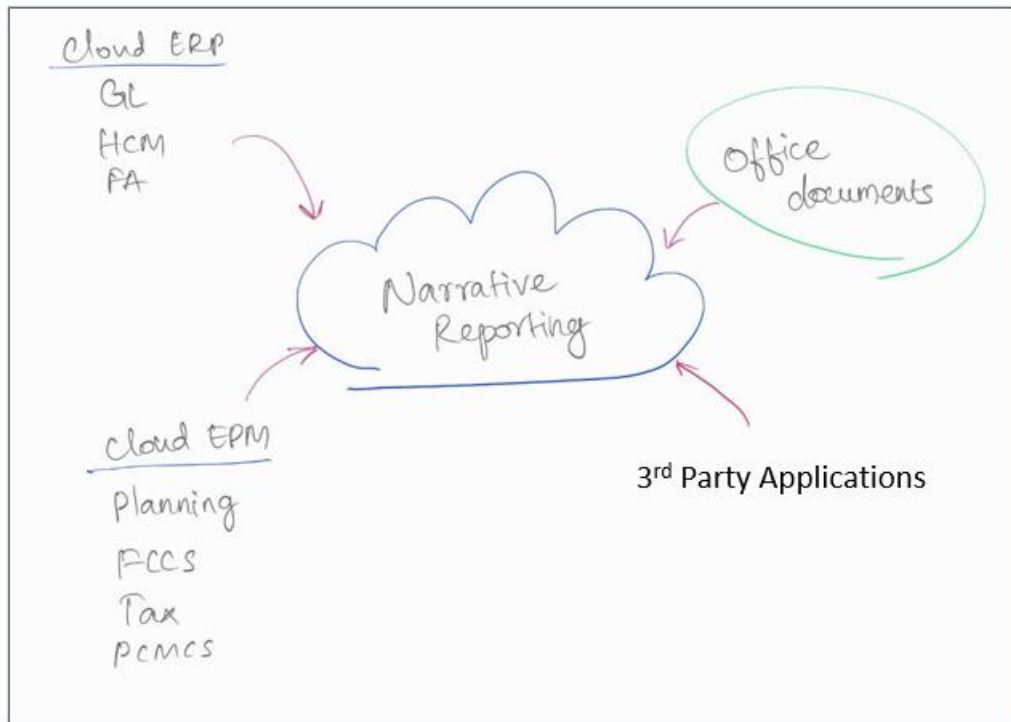 Cloud ERP
GL
HCM
FA
Office
documents
Narrative
Reporting
Cloud EPM
Planning
FCCS
Tax
PCMCS
3rd Party Applications